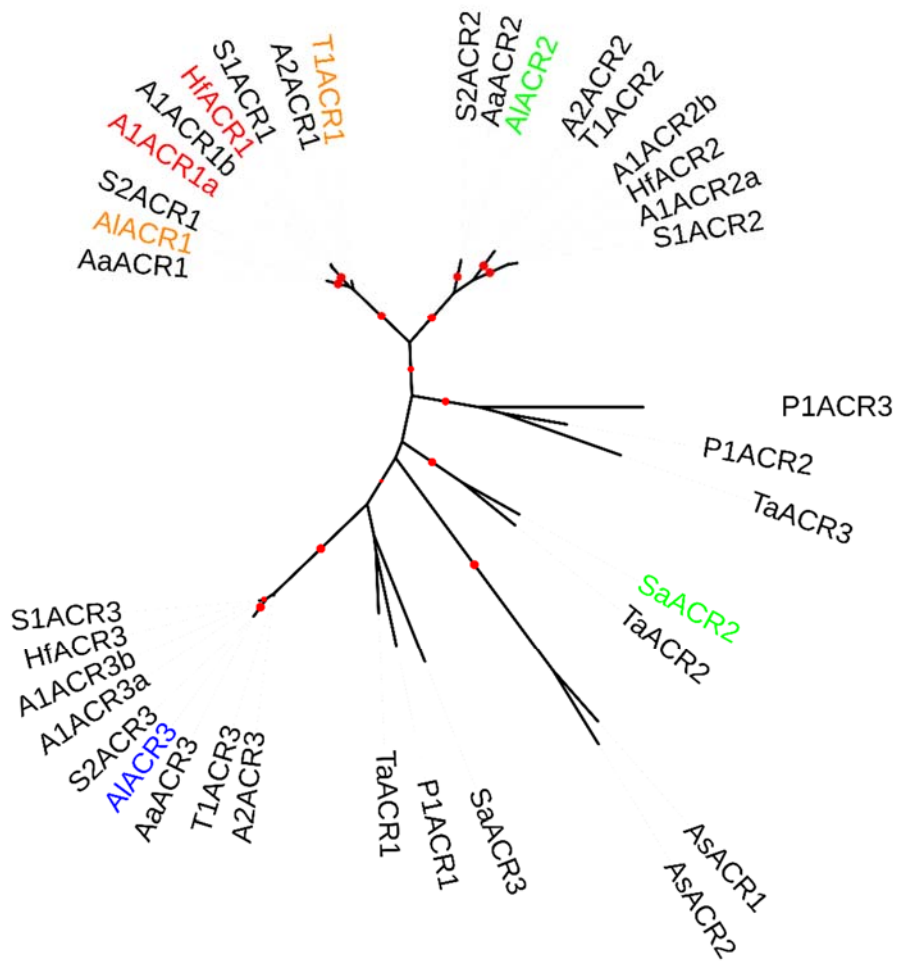 T1ACR1
A2ACR1
S1ACR1
HfACR1
A1ACR1b
A1ACR1a
S2ACR1
AlACR1
AaACR1
S2ACR2
AaACR2
AlACR2
A2ACR2
T1ACR2
A1ACR2b
HfACR2
A1ACR2a
S1ACR2
P1ACR3
P1ACR2
TaACR3
SaACR2
TaACR2
AsACR1
AsACR2
SaACR3
P1ACR1
TaACR1
A2ACR3
T1ACR3
AaACR3
AlACR3
S2ACR3
A1ACR3a
A1ACR3b
HfACR3
S1ACR3